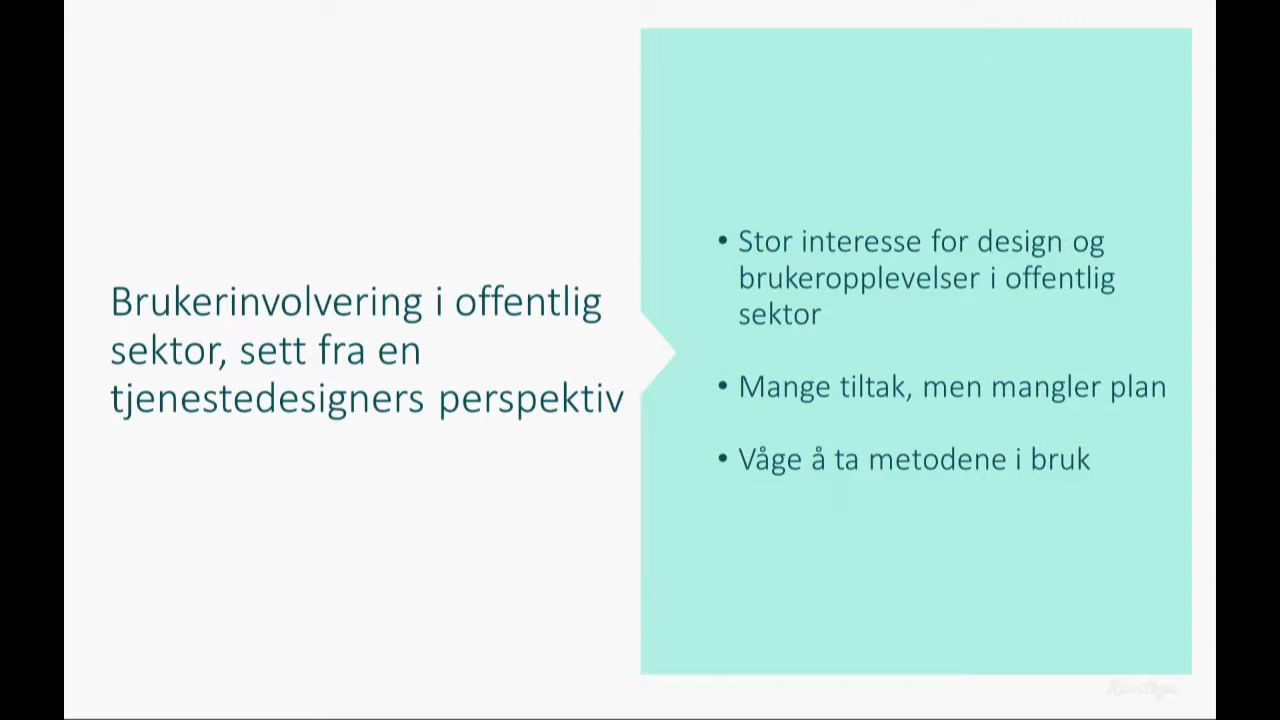 Brukerinvolvering i offentlig
sektor, sett fra en
tjenestedesigners perspektiv
• Stor interesse for design og
brukeropplevelser i offentlig
sektor
• Mange tiltak, men mangler plan
• Våge å ta metodene i bruk